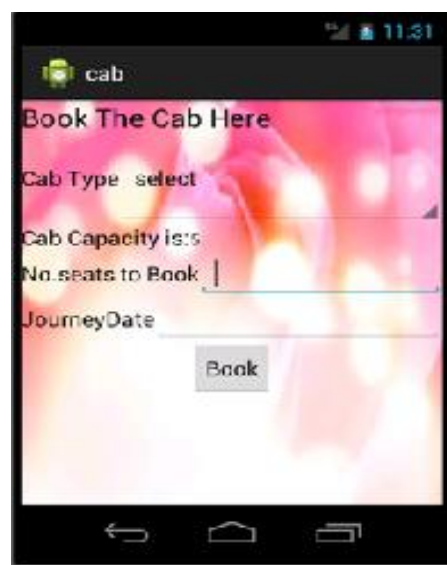 11:31
cab
Book The Cab Here
Cab Type select
Cab Capacity is:s
No.seats to Book
JourneyDate
Book